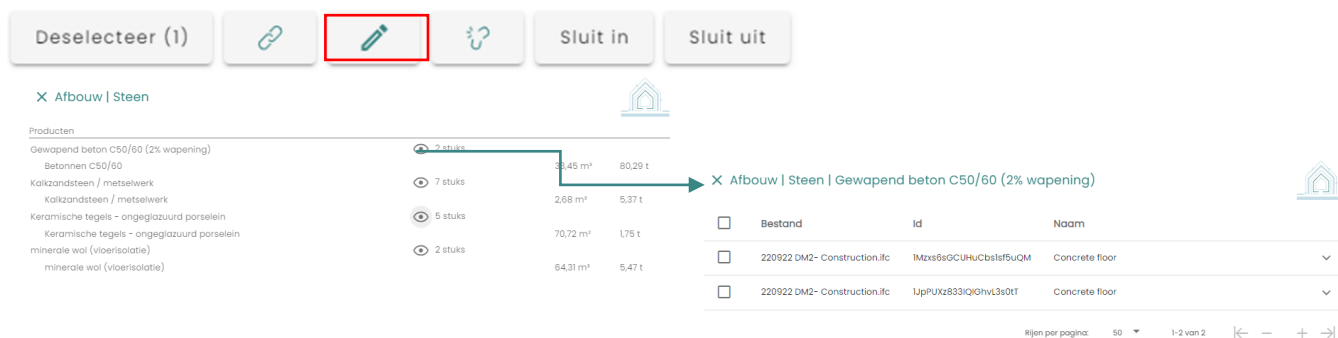 Deselecteer (1) Sluit in Sluit uit
Afbouw | Steen
Producten
Gewapend beton C50/60 (2% wapening) 2 stuks
Betonnen C50/60 33,45 m³ 80,29 t
Kalkzandsteen / metselwerk 7 stuks
Kalkzandsteen / metselwerk 2,68 m³ 5,37 t
Keramische tegels - ongeglazuurd porselein 5 stuks
Keramische tegels - ongeglazuurd porselein 70,72 m² 1,75 t
minerale wol (vloerisolatie) 2 stuks
minerale wol (vloerisolatie) 64,31 m³ 5,47 t
Afbouw | Steen | Gewapend beton C50/60 (2% wapening)
Bestand Id Naam
220922 DM2- Construction.ifc 1Mzxs6sGCUHuCbs1sf5uQM Concrete floor
220922 DM2- Construction.ifc 1JpPUXz833IQIGhvL3s0tT Concrete floor
Rijen per pagina: 50 1-2 van 2